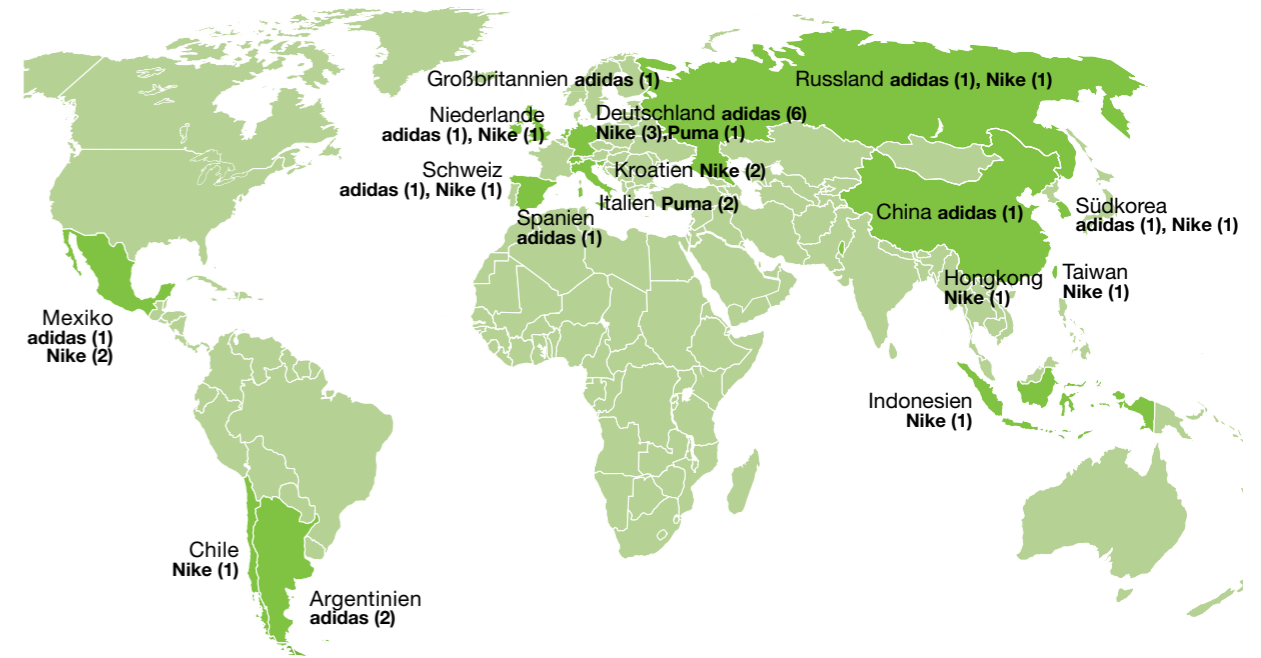 Großbritannien adidas (1)
Russland adidas (1), Nike (1)
Niederlande
adidas (1), Nike (1)
Deutschland adidas (6)
Nike (3),Puma (1)
Schweiz
adidas (1), Nike (1)
Kroatien Nike (2)
Italien Puma (2)
Spanien
adidas (1)
China adidas (1)
Südkorea
adidas (1), Nike (1)
Hongkong
Nike (1)
Taiwan
Nike (1)
Mexiko
adidas (1)
Nike (2)
Indonesien
Nike (1)
Chile
Nike (1)
Argentinien
adidas (2)